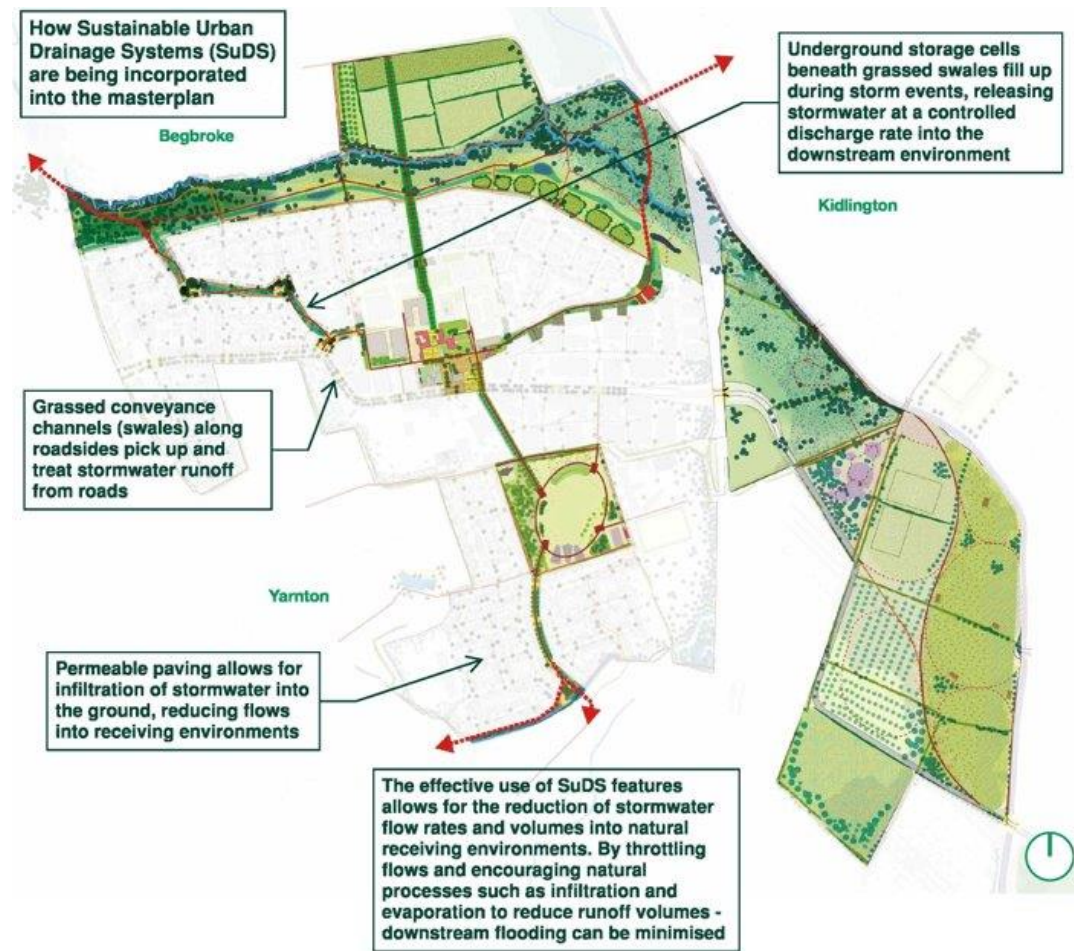 How Sustainable Urban
Drainage Systems (SuDS)
are being incorporated
into the masterplan
Underground storage cells
beneath grassed swales fill up
during storm events, releasing
stormwater at a controlled
discharge rate into the
downstream environment
Begbroke
Kidlington
Grassed conveyance
channels (swales) along
roadsides pick up and
treat stormwater runoff
from roads
Yarnton
Permeable paving allows for
infiltration of stormwater into
the ground, reducing flows
into receiving environments
The effective use of SuDS features
allows for the reduction of stormwater
flow rates and volumes into natural
receiving environments. By throttling
flows and encouraging natural
processes such as infiltration and
evaporation to reduce runoff volumes -
downstream flooding can be minimised